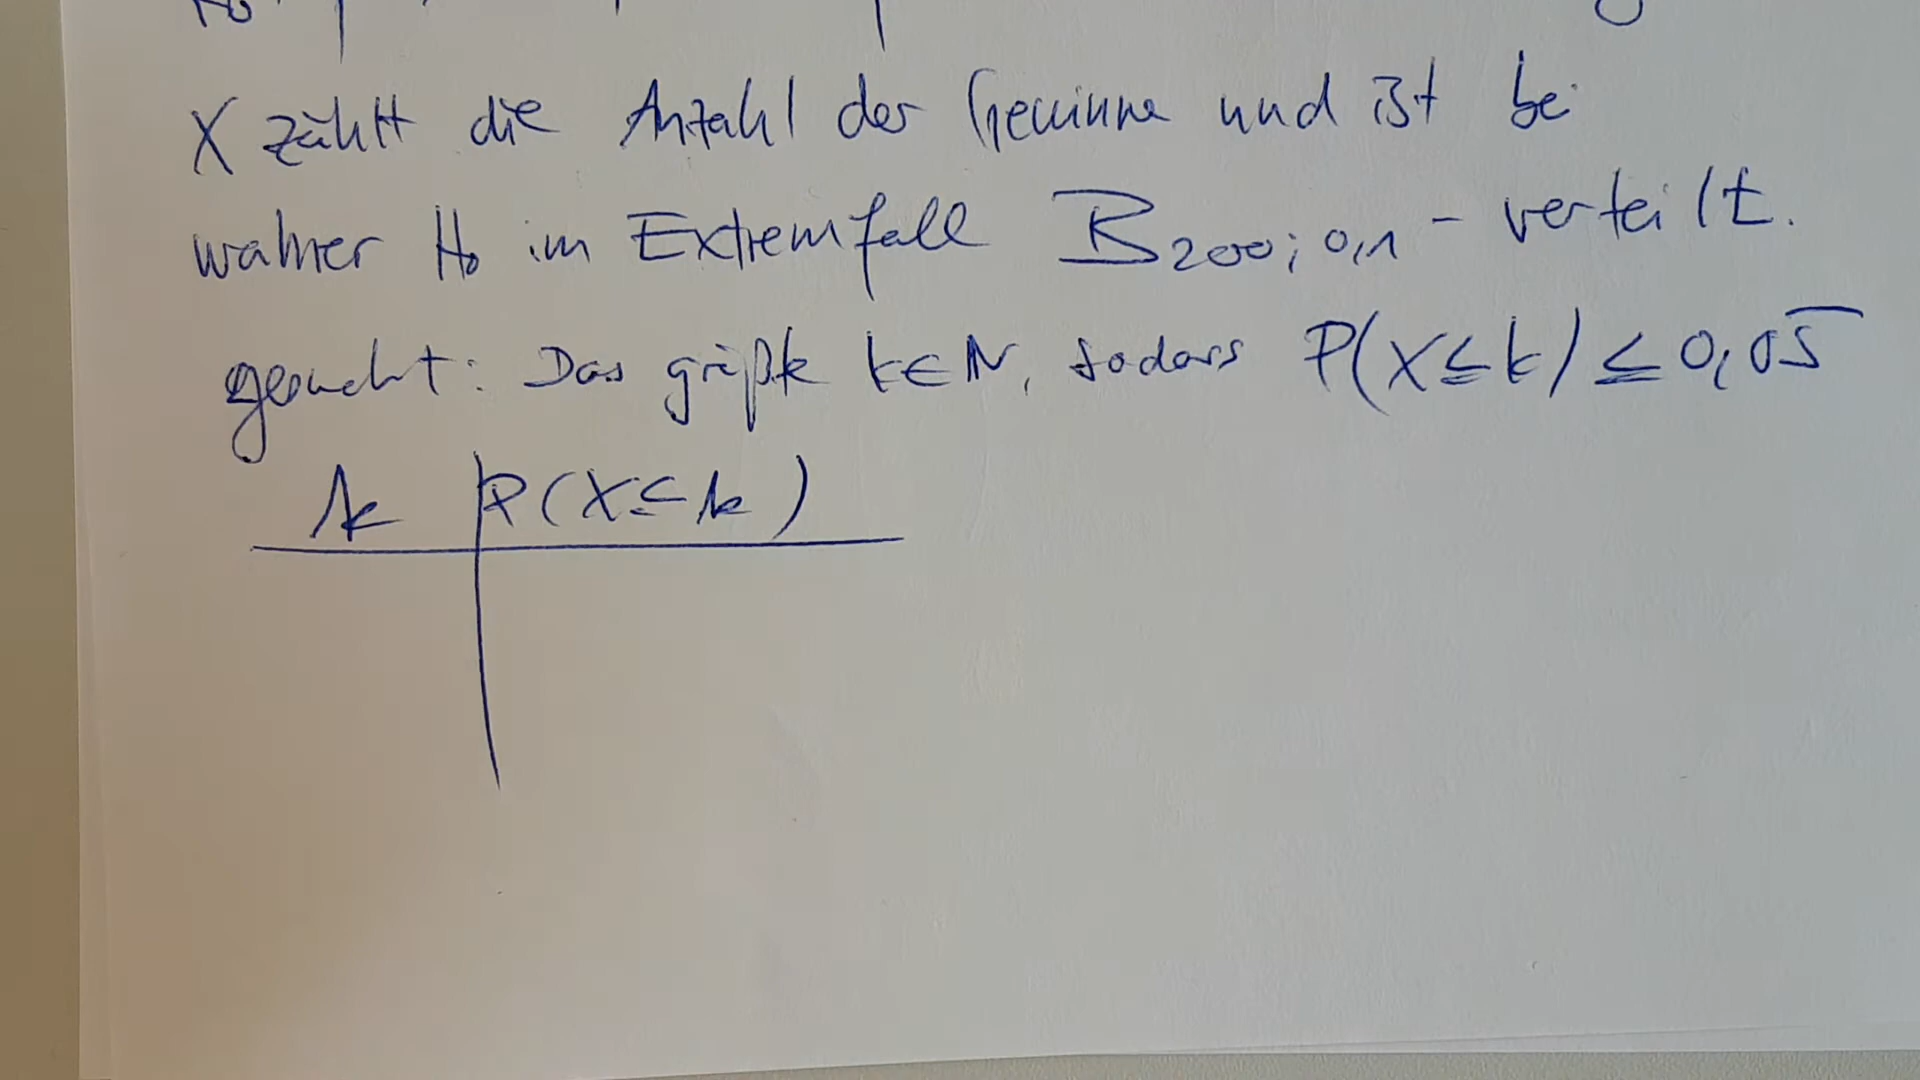 X zählt die Anzahl der Gewinne und ist bei
wahrer H₀ im Extremfall B₂₀₀; ₀,₁ - verteilt.
gesucht: Das größte k∈ℕ, sodass P(X≤k) ≤ 0,05
k P(X≤k)